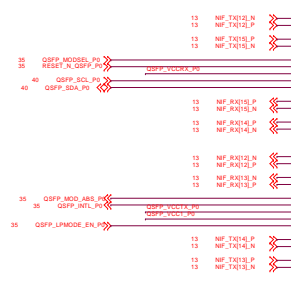 13 NIF_TX[12]_N
13 NIF_TX[12]_P
13 NIF_TX[15]_P
13 NIF_TX[15]_N
35 QSFP_MODSEL_P0
35 RESET_N_QSFP_P0
QSFP_VCCRX_P0
40 QSFP_SCL_P0
40 QSFP_SDA_P0
13 NIF_RX[15]_P
13 NIF_RX[15]_N
13 NIF_RX[14]_P
13 NIF_RX[14]_N
13 NIF_RX[12]_N
13 NIF_RX[12]_P
13 NIF_RX[13]_N
13 NIF_RX[13]_P
35 QSFP_MOD_ABS_P0
35 QSFP_INTL_P0
QSFP_VCCTX_P0
QSFP_VCC1_P0
35 QSFP_LPMODE_EN_P0
13 NIF_TX[14]_P
13 NIF_TX[14]_N
13 NIF_TX[13]_P
13 NIF_TX[13]_N